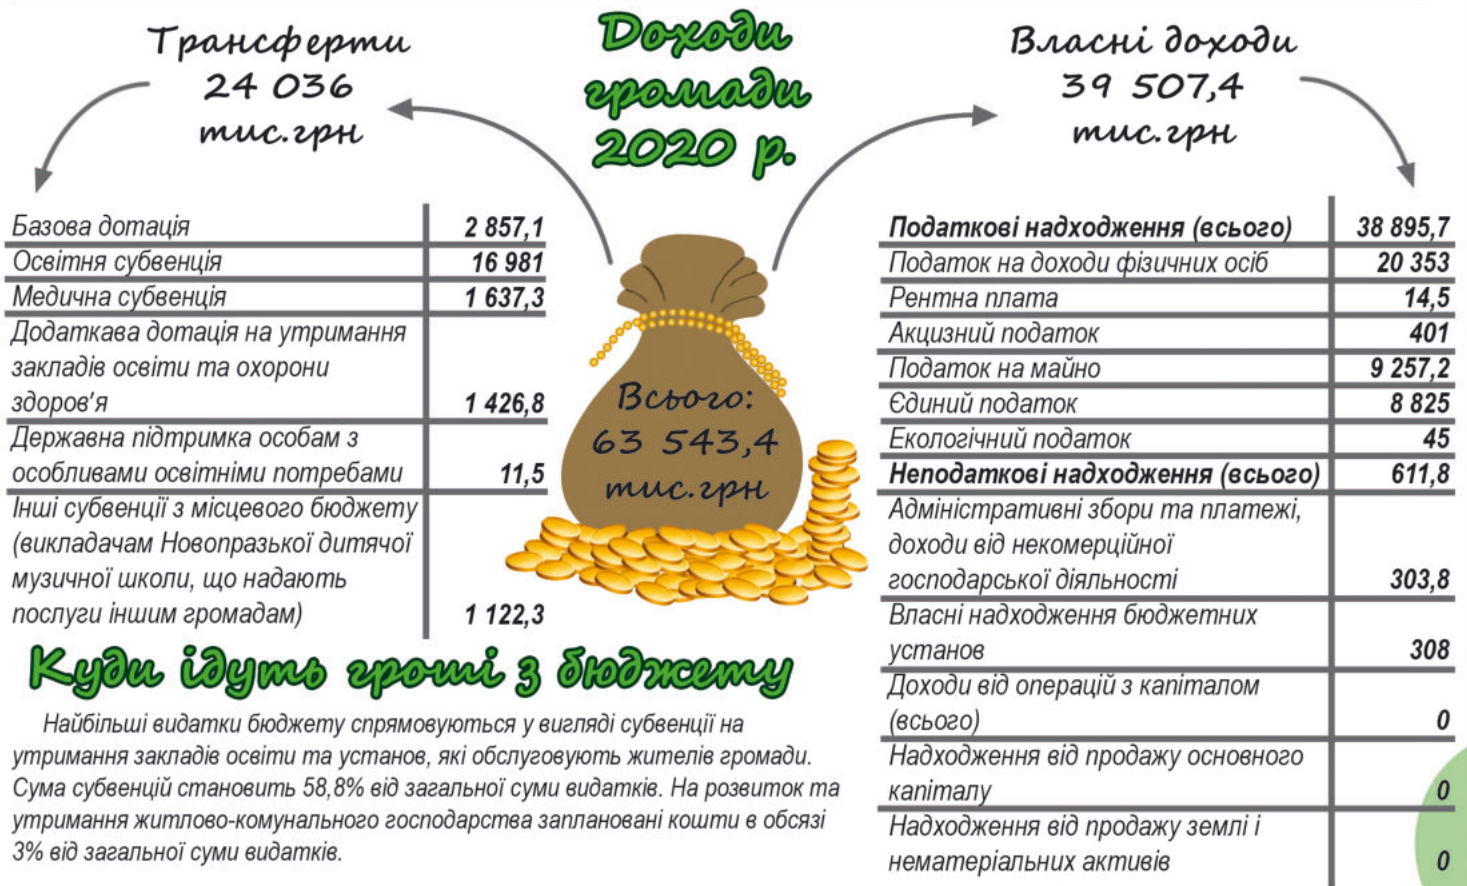 Трансферти
24 036
тис.грн
Доходи
громади
2020 р.
Власні доходи
39 507,4
тис.грн
Базова дотація 2 857,1
Освітня субвенція 16 981
Медична субвенція 1 637,3
Додаткава дотація на утримання
закладів освіти та охорони
здоров'я 1 426,8
Державна підтримка особам з
особливами освітніми потребами 11,5
Інші субвенції з місцевого бюджету
(викладачам Новопразької дитячої
музичної школи, що надають
послуги іншим громадам) 1 122,3
Всього:
63 543,4
тис.грн
Податкові надходження (всього) 38 895,7
Податок на доходи фізичних осіб 20 353
Рентна плата 14,5
Акцизний податок 401
Податок на майно 9 257,2
Єдиний податок 8 825
Екологічний податок 45
Неподаткові надходження (всього) 611,8
Адміністративні збори та платежі,
доходи від некомерційної
господарської діяльності 303,8
Власні надходження бюджетних
установ 308
Доходи від операцій з капіталом
(всього) 0
Надходження від продажу основного
капіталу 0
Надходження від продажу землі і
нематеріальних активів 0
Куди ідуть гроші з бюджету
Найбільші видатки бюджету спрямовуються у вигляді субвенції на
утримання закладів освіти та установ, які обслуговують жителів громади.
Сума субвенцій становить 58,8% від загальної суми видатків. На розвиток та
утримання житлово-комунального господарства заплановані кошти в обсязі
3% від загальної суми видатків.